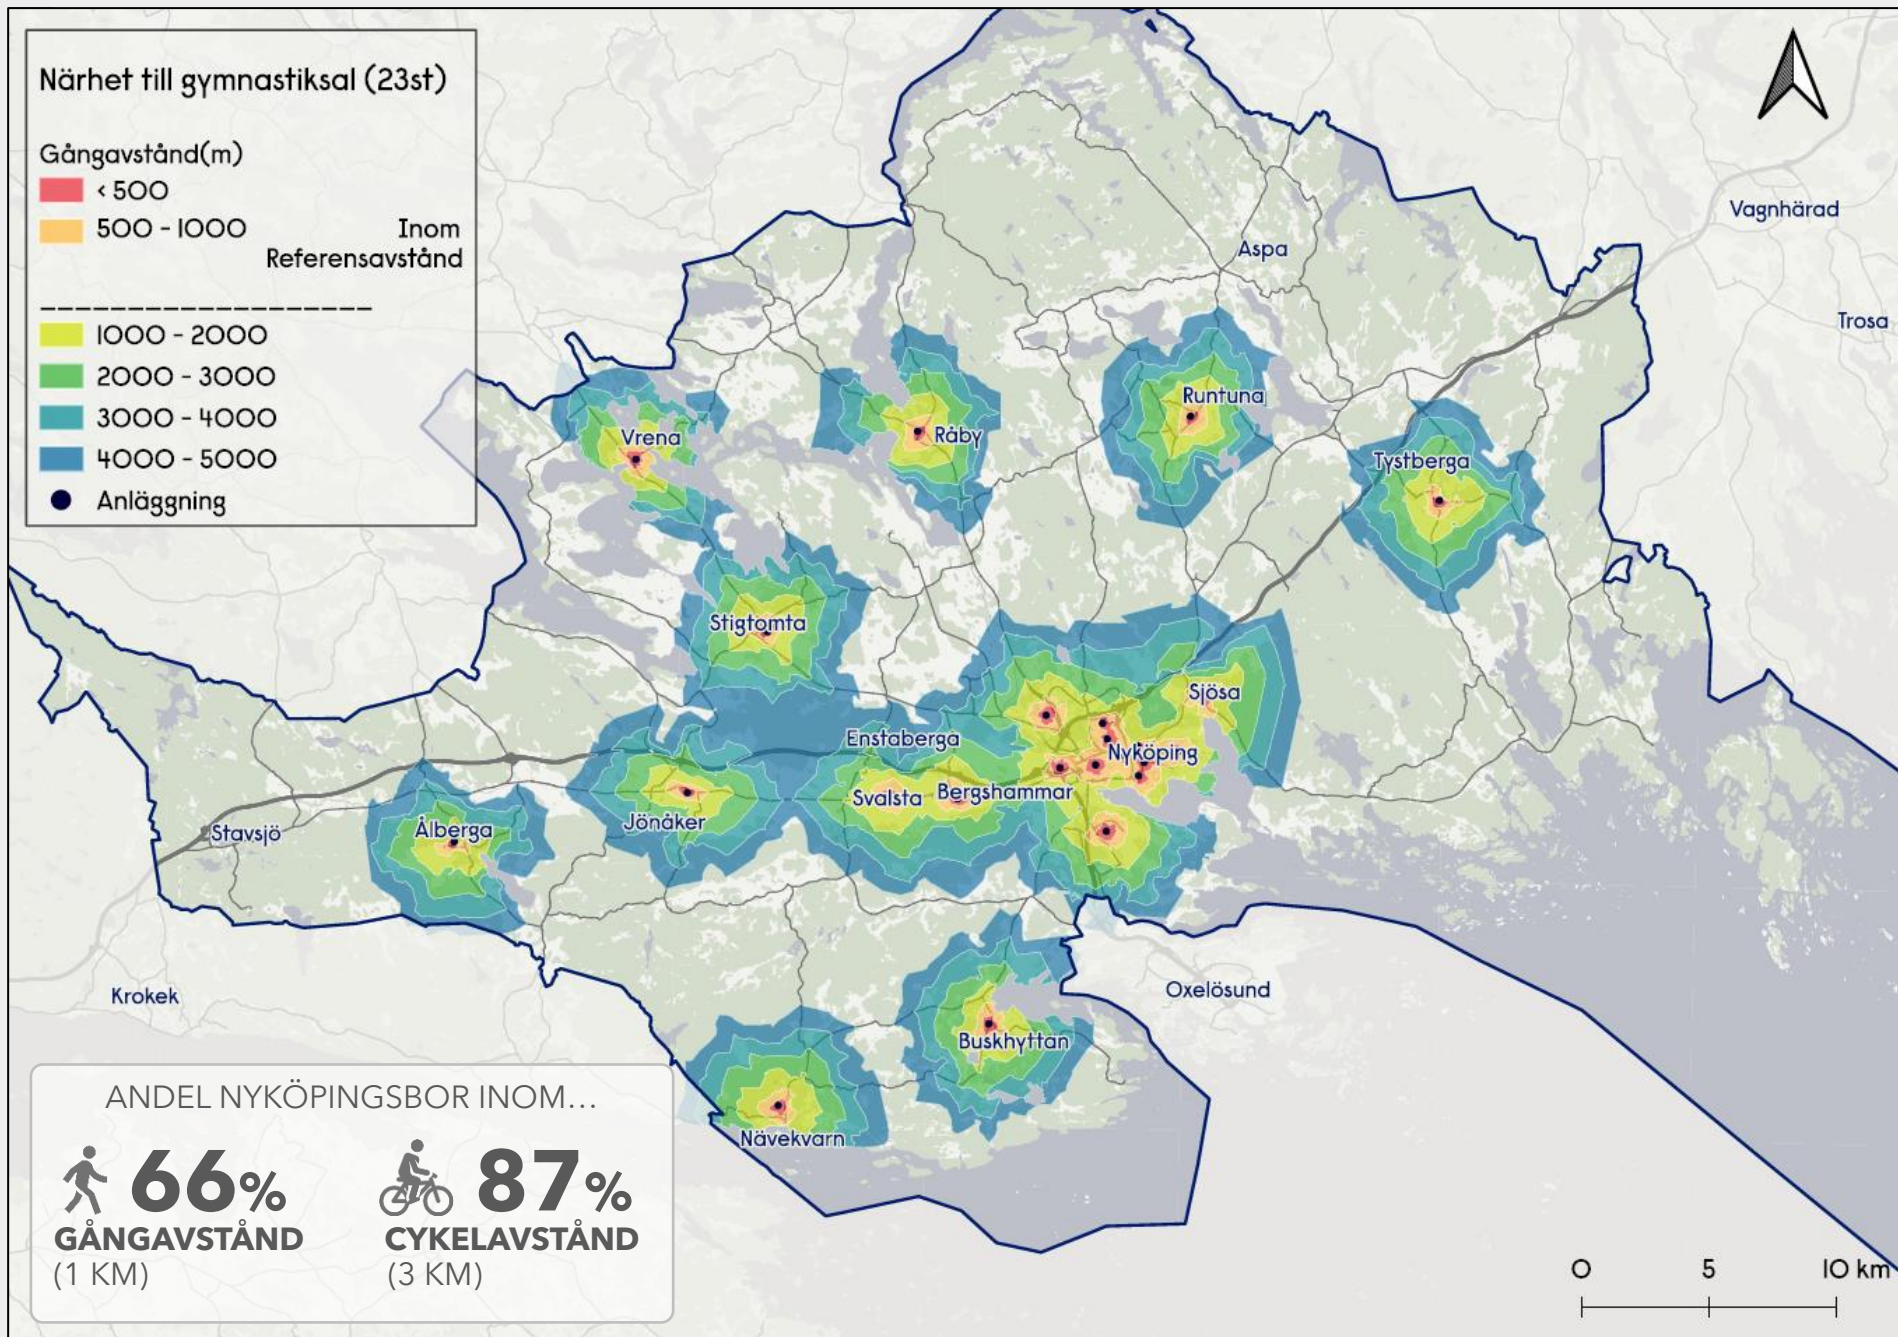 Närhet till gymnastiksal (23st)
Gångavstånd(m)
< 500
500 - 1000
Inom
Referensavstånd
1000 - 2000
2000 - 3000
3000 - 4000
4000 - 5000
Anläggning
Vagnhärad
Aspa
Trosa
Runtuna
Vrena
Råby
Tystberga
Stigtomta
Sjösa
Enstaberga
Nyköping
Svalsta
Bergshammar
Jönåker
Ålberga
Stavsjö
Krokek
Oxelösund
Buskhyttan
Nävekvarn
ANDEL NYKÖPINGSBOR INOM...
66%
GÅNGAVSTÅND
(1 KM)
87%
CYKELAVSTÅND
(3 KM)
0 5 10 km